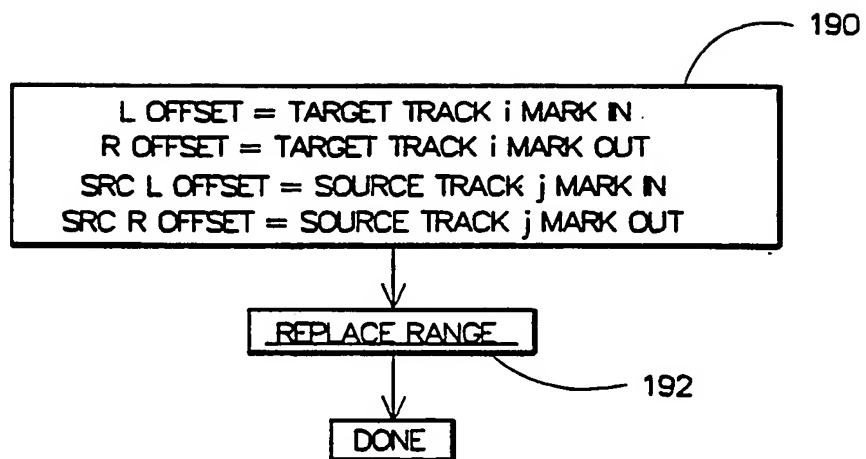 190
L OFFSET = TARGET TRACK i MARK IN
R OFFSET = TARGET TRACK i MARK OUT
SRC L OFFSET = SOURCE TRACK j MARK IN
SRC R OFFSET = SOURCE TRACK j MARK OUT
REPLACE RANGE
192
DONE